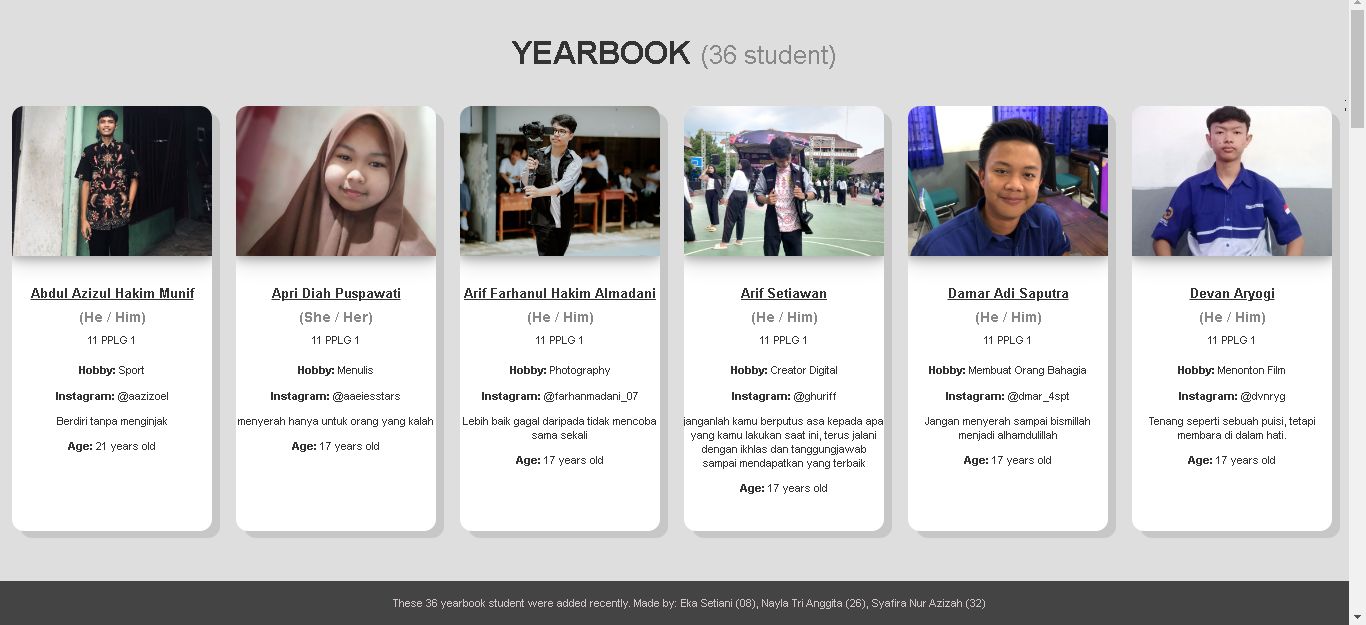 YEARBOOK (36 student)
Abdul Azizul Hakim Munif
(He / Him)
11 PPLG 1
Hobby: Sport
Instagram: @aazizoel
Berdiri tanpa menginjak
Age: 21 years old
Apri Diah Puspawati
(She / Her)
11 PPLG 1
Hobby: Menulis
Instagram: @aaeiesstars
menyerah hanya untuk orang yang kalah
Age: 17 years old
Arif Farhanul Hakim Almadani
(He / Him)
11 PPLG 1
Hobby: Photography
Instagram: @farhanmadani_07
Lebih baik gagal daripada tidak mencoba
sama sekali
Age: 17 years old
Arif Setiawan
(He / Him)
11 PPLG 1
Hobby: Creator Digital
Instagram: @ghuriff
janganlah kamu berputus asa kepada apa
yang kamu lakukan saat ini, terus jalani
dengan ikhlas dan tanggungjawab
sampai mendapatkan yang terbaik
Age: 17 years old
Damar Adi Saputra
(He / Him)
11 PPLG 1
Hobby: Membuat Orang Bahagia
Instagram: @dmar_4spt
Jangan menyerah sampai bismillah
menjadi alhamdulillah
Age: 17 years old
Devan Aryogi
(He / Him)
11 PPLG 1
Hobby: Menonton Film
Instagram: @dvnryg
Tenang seperti sebuah puisi, tetapi
membara di dalam hati.
Age: 17 years old
These 36 yearbook student were added recently. Made by: Eka Setiani (08), Nayla Tri Anggita (26), Syafira Nur Azizah (32)